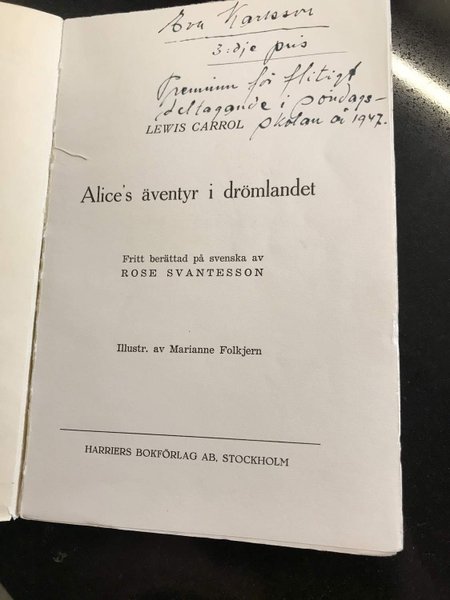 Eva Karlsson
3:dje pris
Premium för flitigt
deltagande i söndags-
skolan år 1947.
LEWIS CARROL
Alice's äventyr i drömlandet
Fritt berättad på svenska av
ROSE SVANTESSON
Illustr. av Marianne Folkjern
HARRIERS BOKFÖRLAG AB, STOCKHOLM